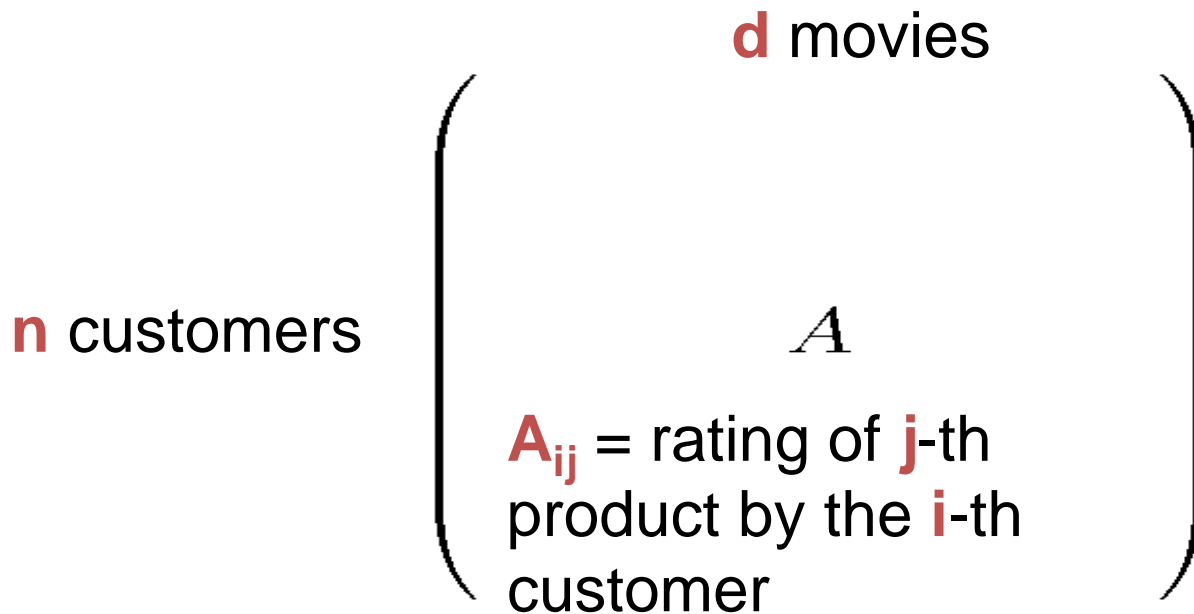 d movies
n customers
A
Aij = rating of j-th
product by the i-th
customer